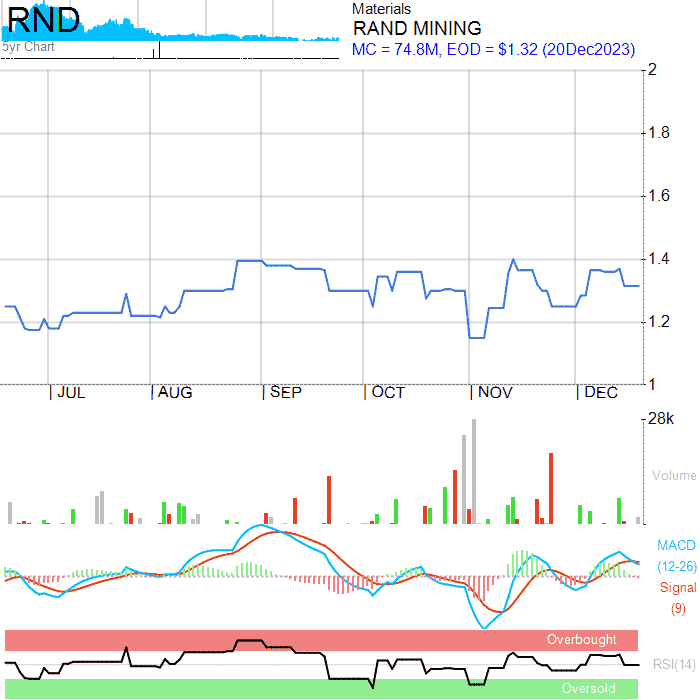 RND
5yr Chart
Materials
RAND MINING
MC = 74.8M, EOD = $1.32 (20Dec2023)
2
1.8
1.6
1.4
1.2
1
| JUL | AUG | SEP | OCT | NOV | DEC
28k
Volume
MACD
(12-26)
Signal
(9)
Overbought
RSI(14)
Oversold